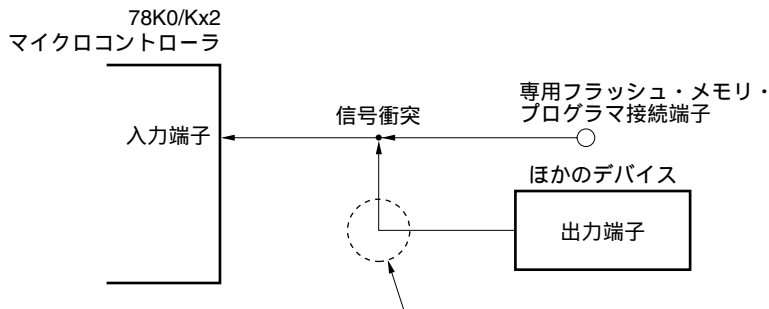 78K0/Kx2
マイクロコントローラ
専用フラッシュ・メモリ・
プログラマ接続端子
信号衝突
入力端子
ほかのデバイス
出力端子